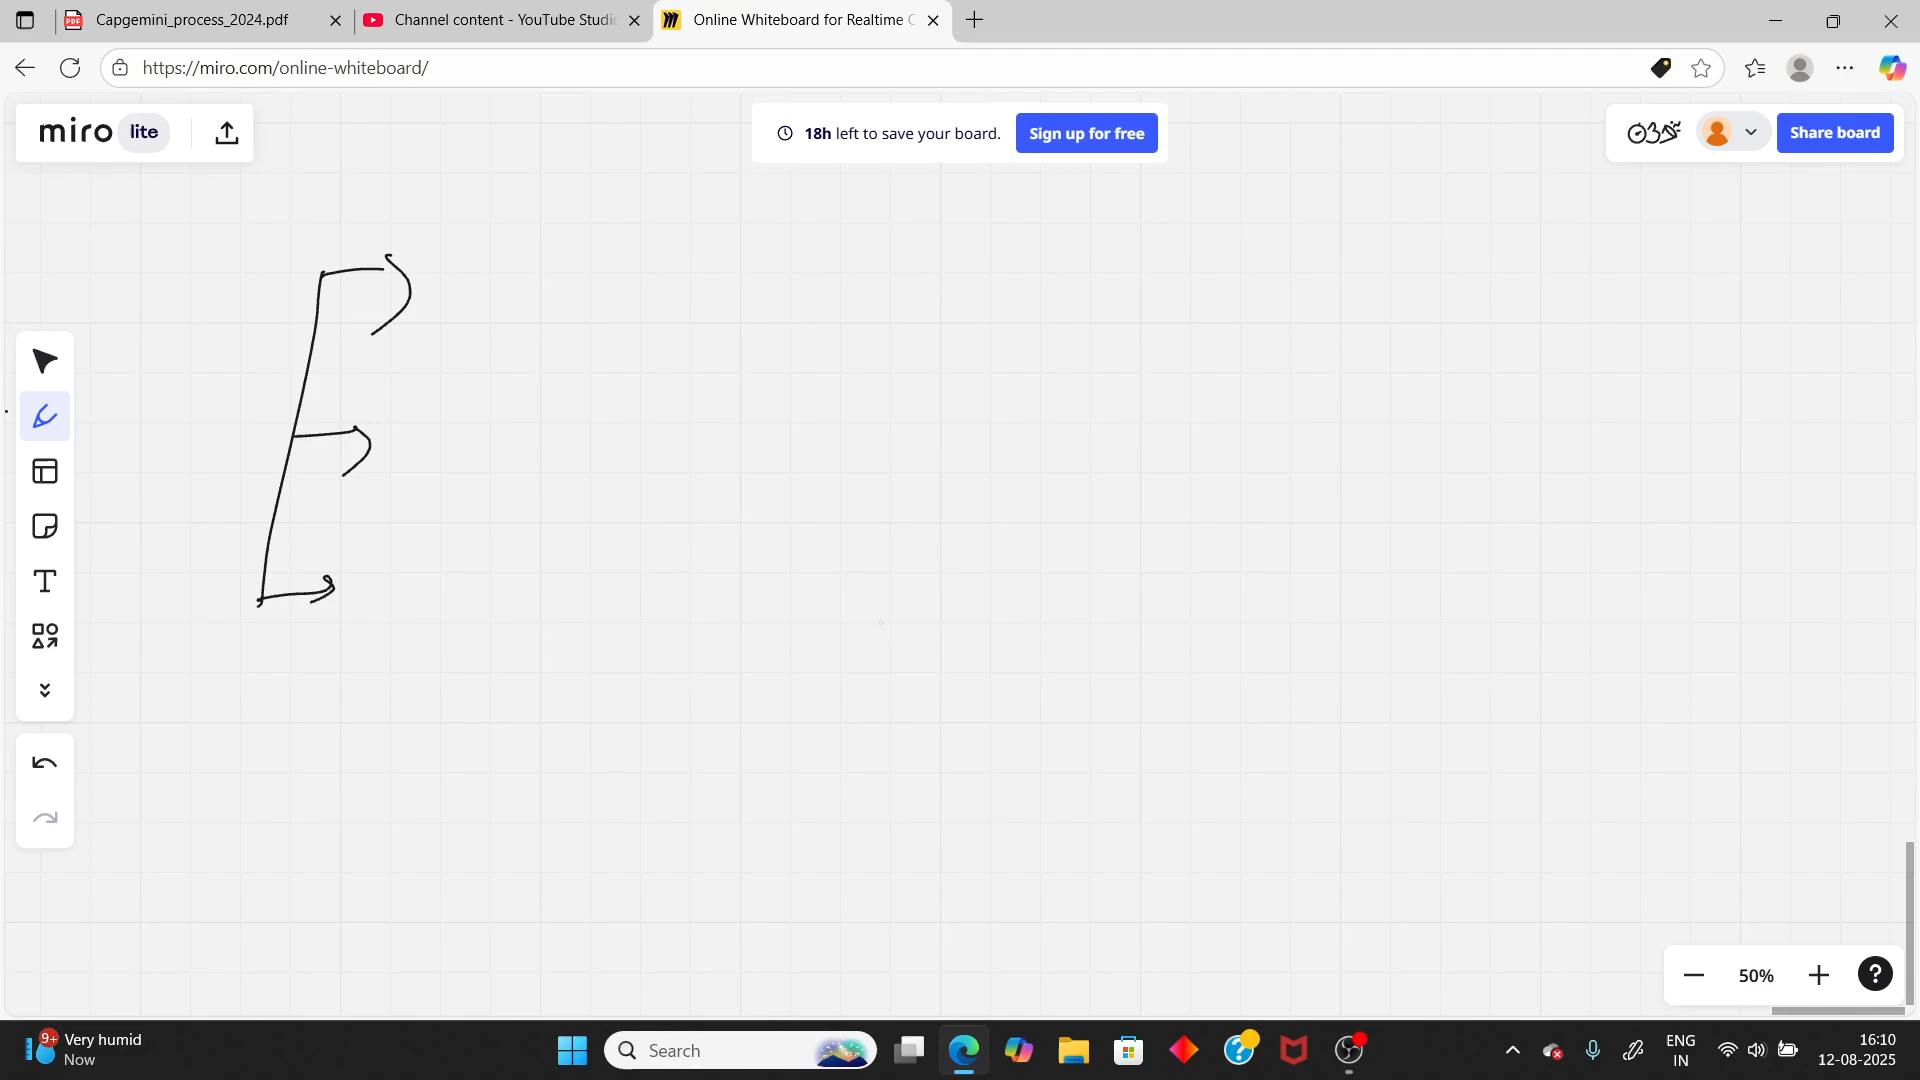 Capgemini_process_2024.pdf
Channel content - YouTube Studio
Online Whiteboard for Realtime C
https://miro.com/online-whiteboard/
miro lite
18h left to save your board.
Sign up for free
Share board
50%
9+
Very humid
Now
Search
ENG
IN
16:10
12-08-2025